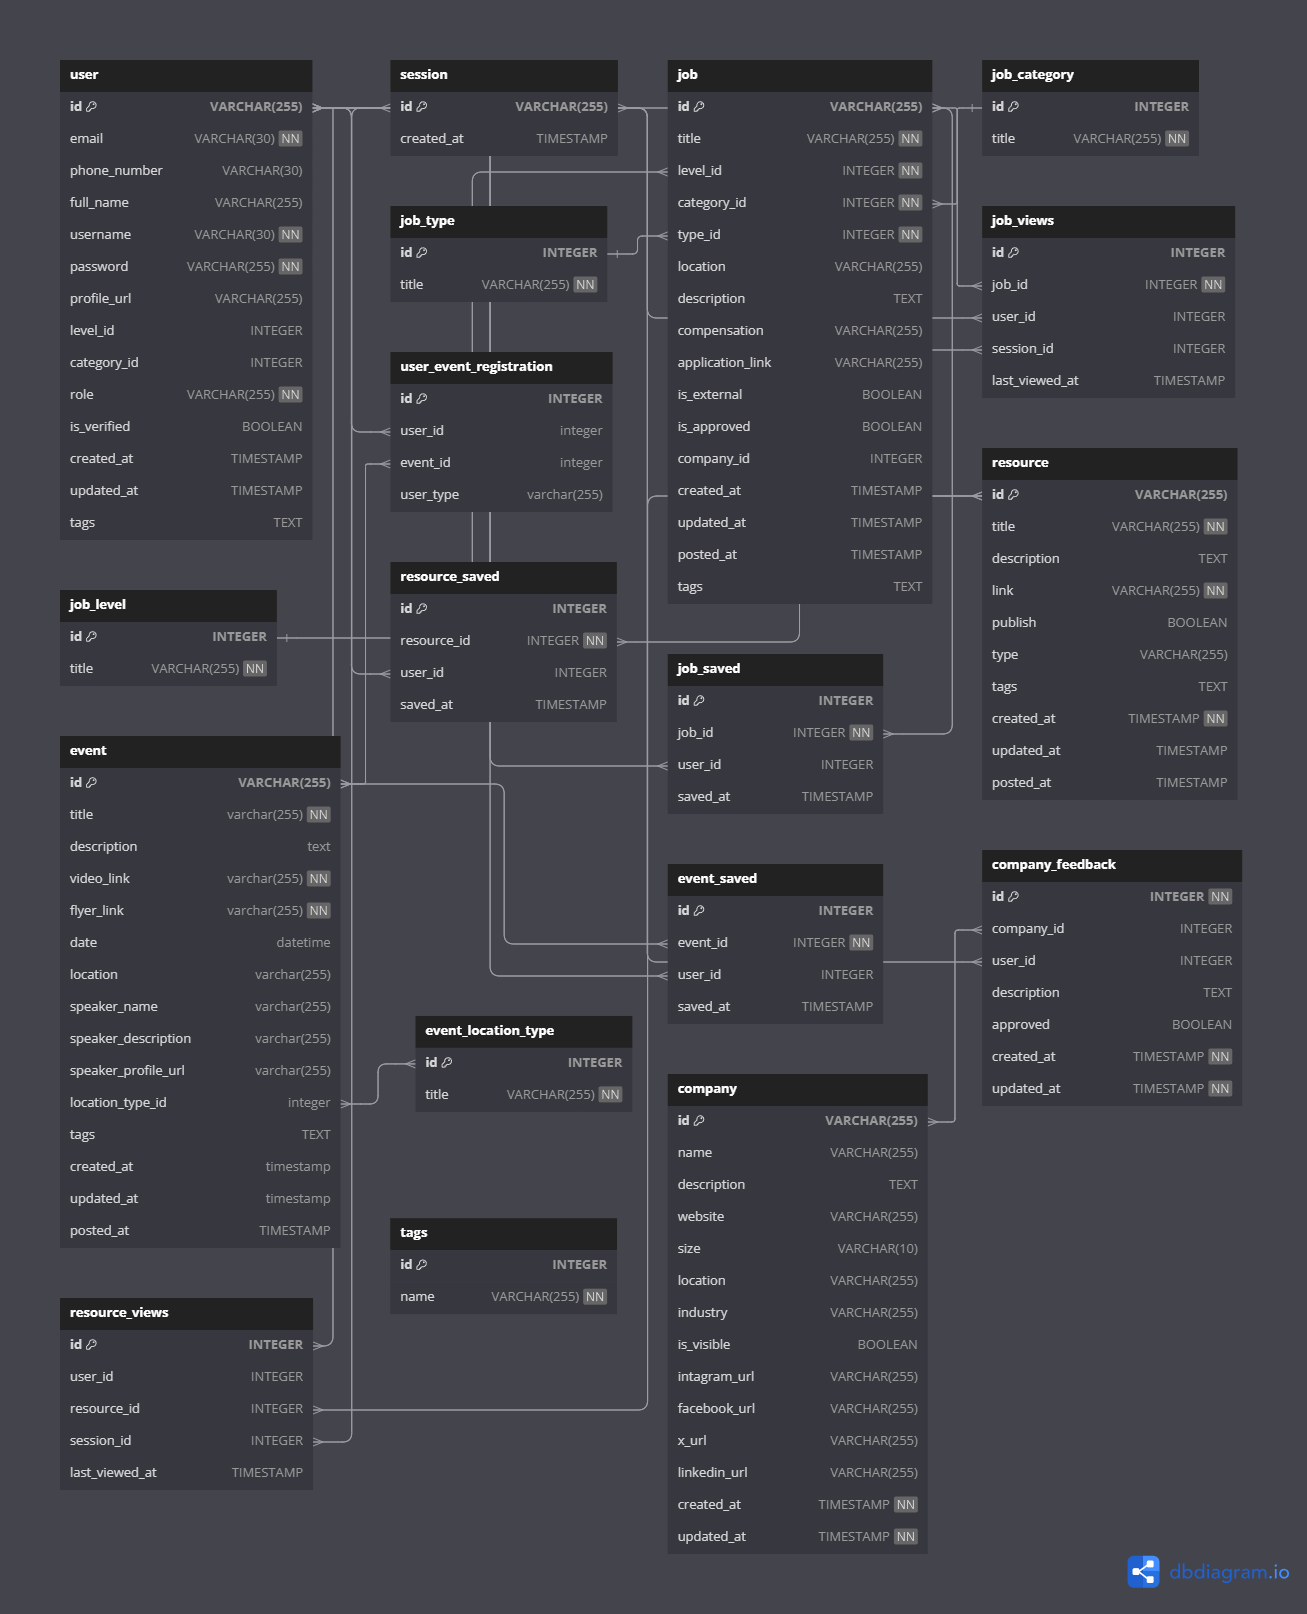 user
id VARCHAR(255)
email VARCHAR(30) NN
phone_number VARCHAR(30)
full_name VARCHAR(255)
username VARCHAR(30) NN
password VARCHAR(255) NN
profile_url VARCHAR(255)
level_id INTEGER
category_id INTEGER
role VARCHAR(255) NN
is_verified BOOLEAN
created_at TIMESTAMP
updated_at TIMESTAMP
tags TEXT
job_level
id INTEGER
title VARCHAR(255) NN
event
id VARCHAR(255)
title varchar(255) NN
description text
video_link varchar(255) NN
flyer_link varchar(255) NN
date datetime
location varchar(255)
speaker_name varchar(255)
speaker_description varchar(255)
speaker_profile_url varchar(255)
location_type_id integer
tags TEXT
created_at timestamp
updated_at timestamp
posted_at TIMESTAMP
resource_views
id INTEGER
user_id INTEGER
resource_id INTEGER
session_id INTEGER
last_viewed_at TIMESTAMP
session
id VARCHAR(255)
created_at TIMESTAMP
job_type
id INTEGER
title VARCHAR(255) NN
user_event_registration
id INTEGER
user_id integer
event_id integer
user_type varchar(255)
resource_saved
id INTEGER
resource_id INTEGER NN
user_id INTEGER
saved_at TIMESTAMP
event_location_type
id INTEGER
title VARCHAR(255) NN
tags
id INTEGER
name VARCHAR(255) NN
job
id VARCHAR(255)
title VARCHAR(255) NN
level_id INTEGER NN
category_id INTEGER NN
type_id INTEGER NN
location VARCHAR(255)
description TEXT
compensation VARCHAR(255)
application_link VARCHAR(255)
is_external BOOLEAN
is_approved BOOLEAN
company_id INTEGER
created_at TIMESTAMP
updated_at TIMESTAMP
posted_at TIMESTAMP
tags TEXT
job_saved
id INTEGER
job_id INTEGER NN
user_id INTEGER
saved_at TIMESTAMP
event_saved
id INTEGER
event_id INTEGER NN
user_id INTEGER
saved_at TIMESTAMP
company
id VARCHAR(255)
name VARCHAR(255)
description TEXT
website VARCHAR(255)
size VARCHAR(10)
location VARCHAR(255)
industry VARCHAR(255)
is_visible BOOLEAN
intagram_url VARCHAR(255)
facebook_url VARCHAR(255)
x_url VARCHAR(255)
linkedin_url VARCHAR(255)
created_at TIMESTAMP NN
updated_at TIMESTAMP NN
job_category
id INTEGER
title VARCHAR(255) NN
job_views
id INTEGER
job_id INTEGER NN
user_id INTEGER
session_id INTEGER
last_viewed_at TIMESTAMP
resource
id VARCHAR(255)
title VARCHAR(255) NN
description TEXT
link VARCHAR(255) NN
publish BOOLEAN
type VARCHAR(255)
tags TEXT
created_at TIMESTAMP NN
updated_at TIMESTAMP
posted_at TIMESTAMP
company_feedback
id INTEGER NN
company_id INTEGER
user_id INTEGER
description TEXT
approved BOOLEAN
created_at TIMESTAMP NN
updated_at TIMESTAMP NN
dbdiagram.io